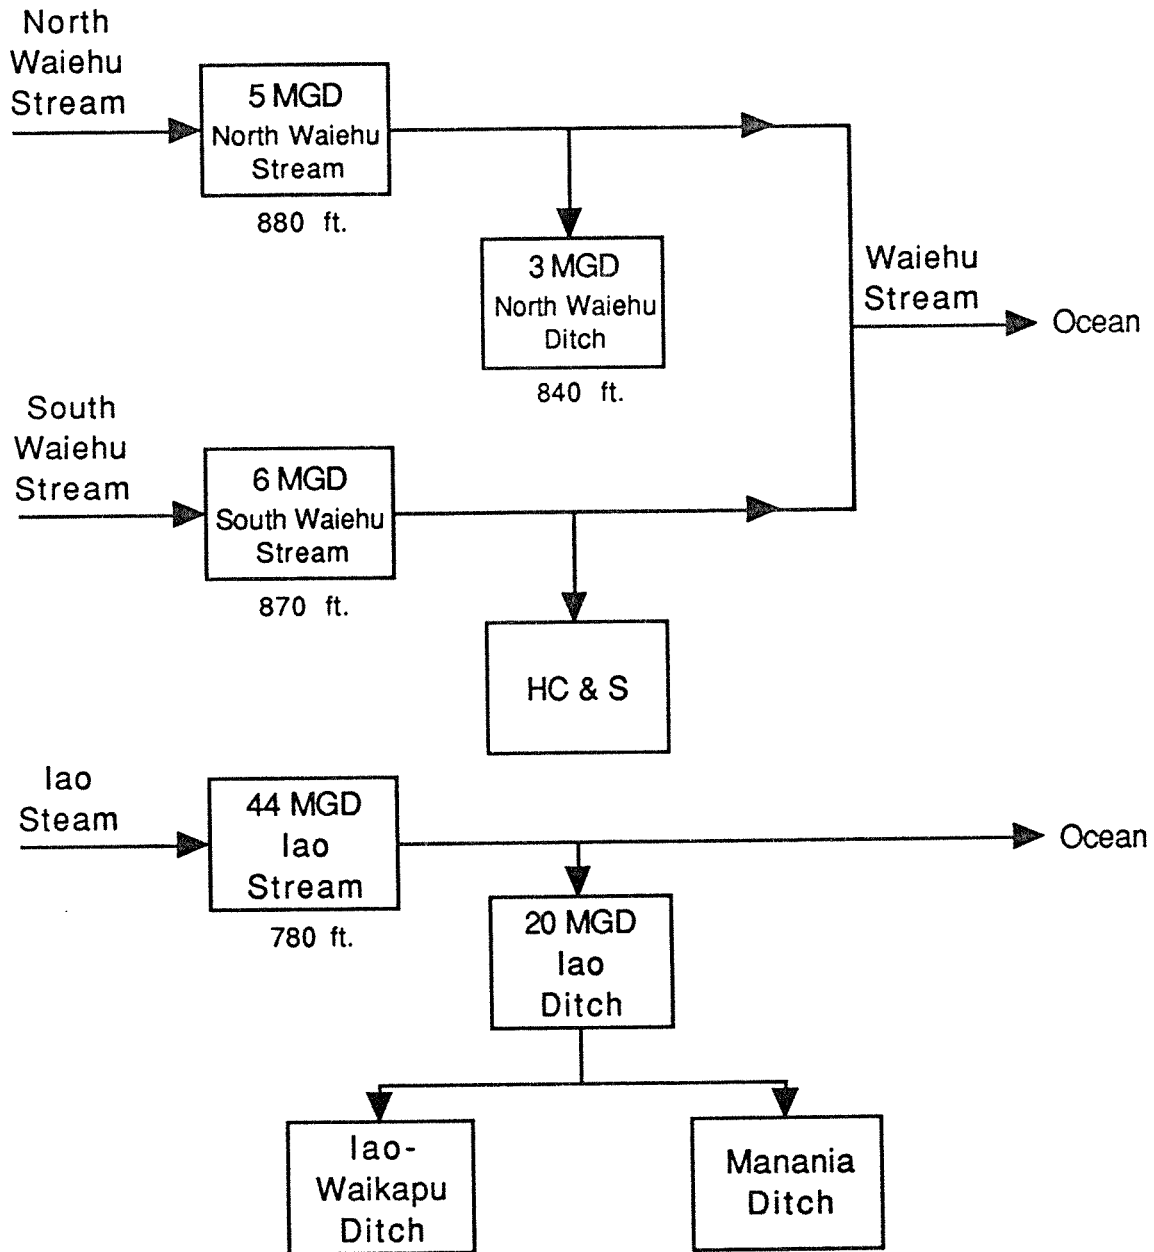 North
Waiehu
Stream
5 MGD
North Waiehu
Stream
880 ft.
3 MGD
North Waiehu
Ditch
840 ft.
Waiehu
Stream
Ocean
South
Waiehu
Stream
6 MGD
South Waiehu
Stream
870 ft.
HC & S
Iao
Steam
44 MGD
Iao
Stream
780 ft.
Ocean
20 MGD
Iao
Ditch
Iao-
Waikapu
Ditch
Manania
Ditch